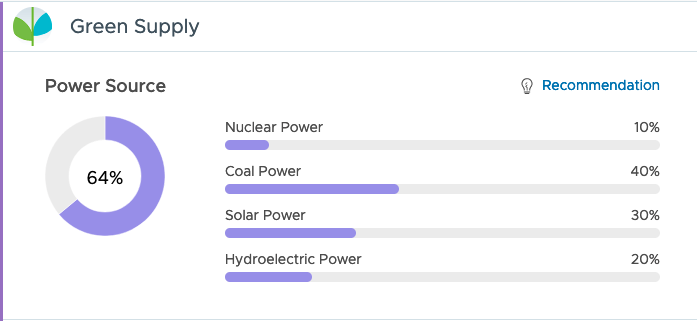 Green Supply
Power Source
Recommendation
64%
Nuclear Power 10%
Coal Power 40%
Solar Power 30%
Hydroelectric Power 20%